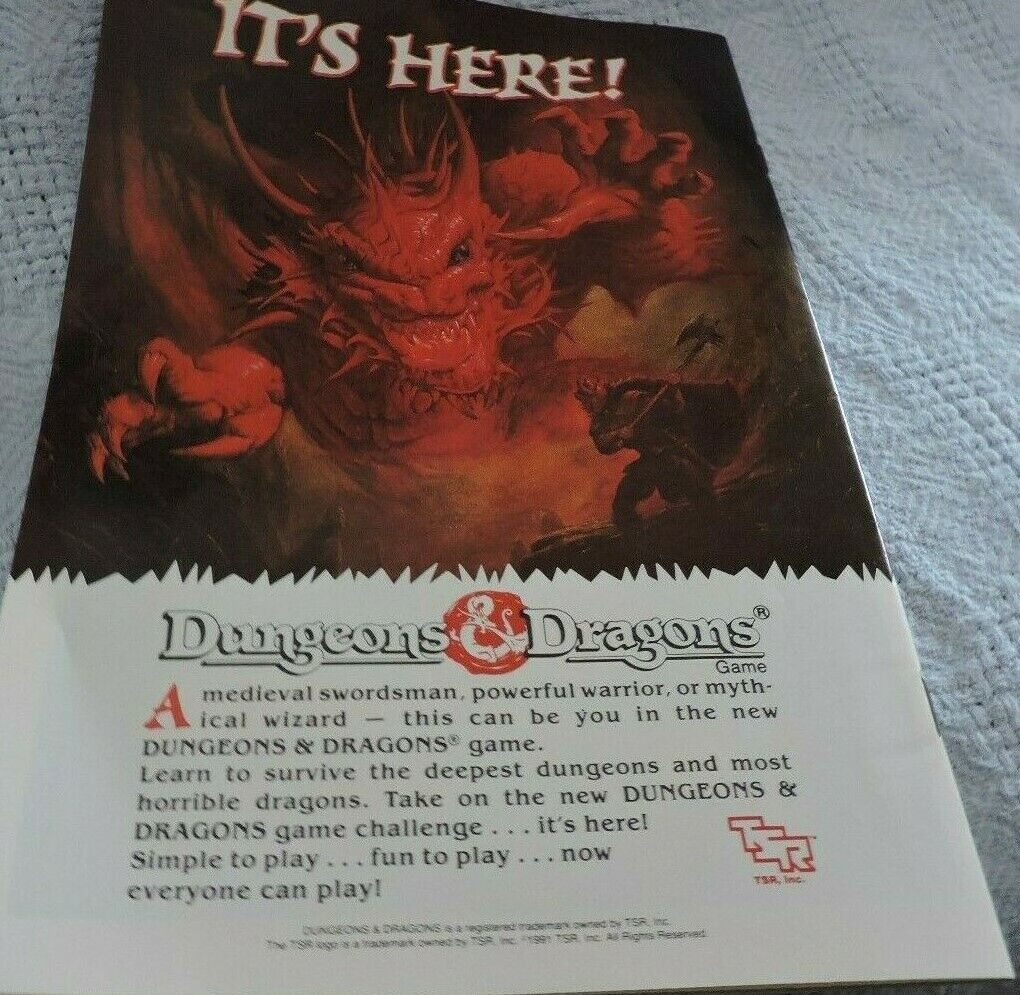 IT'S HERE!
Dungeons & Dragons®
Game
A medieval swordsman, powerful warrior, or myth-
ical wizard — this can be you in the new
DUNGEONS & DRAGONS® game.
Learn to survive the deepest dungeons and most
horrible dragons. Take on the new DUNGEONS &
DRAGONS game challenge . . . it's here!
Simple to play . . . fun to play . . . now
everyone can play!
TSR™
TSR, Inc.
DUNGEONS & DRAGONS is a registered trademark owned by TSR, Inc.
The TSR logo is a trademark owned by TSR, Inc. ©1991 TSR, Inc. All Rights Reserved.